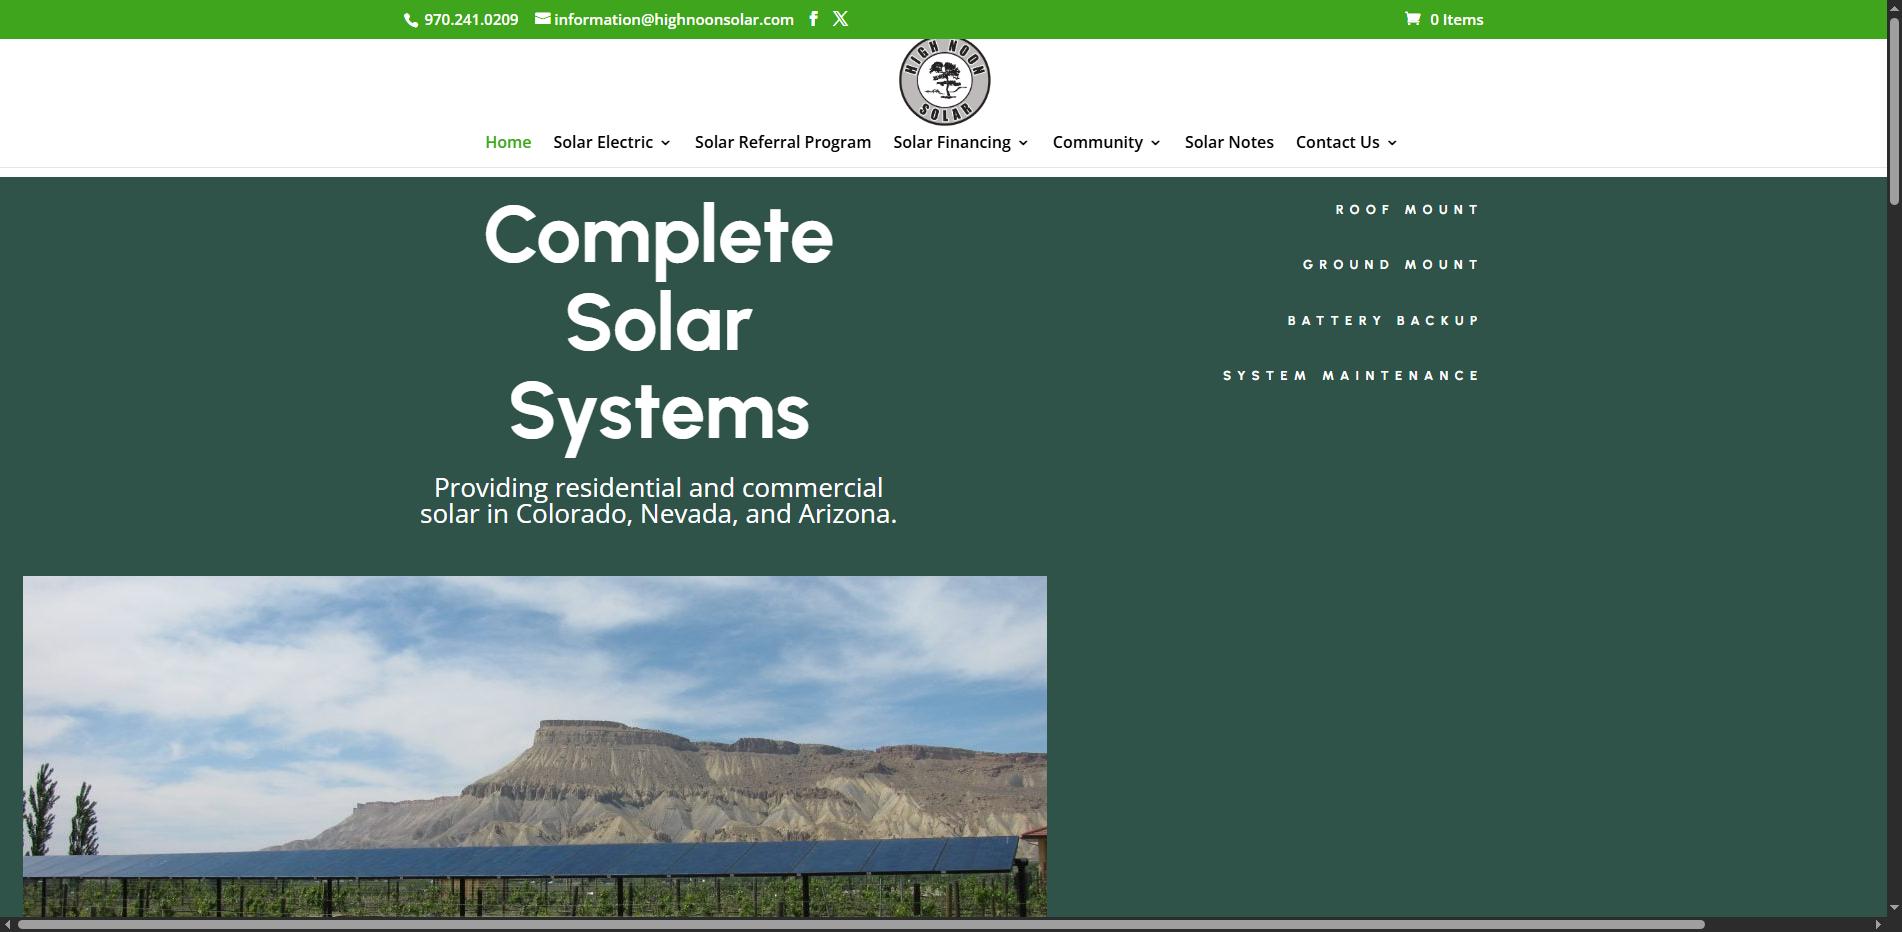 970.241.0209 information@highnoonsolar.com
0 Items
HIGH NOON
SOLAR
Home Solar Electric Solar Referral Program Solar Financing Community Solar Notes Contact Us
Complete
Solar
Systems
Providing residential and commercial
solar in Colorado, Nevada, and Arizona.
ROOF MOUNT
GROUND MOUNT
BATTERY BACKUP
SYSTEM MAINTENANCE